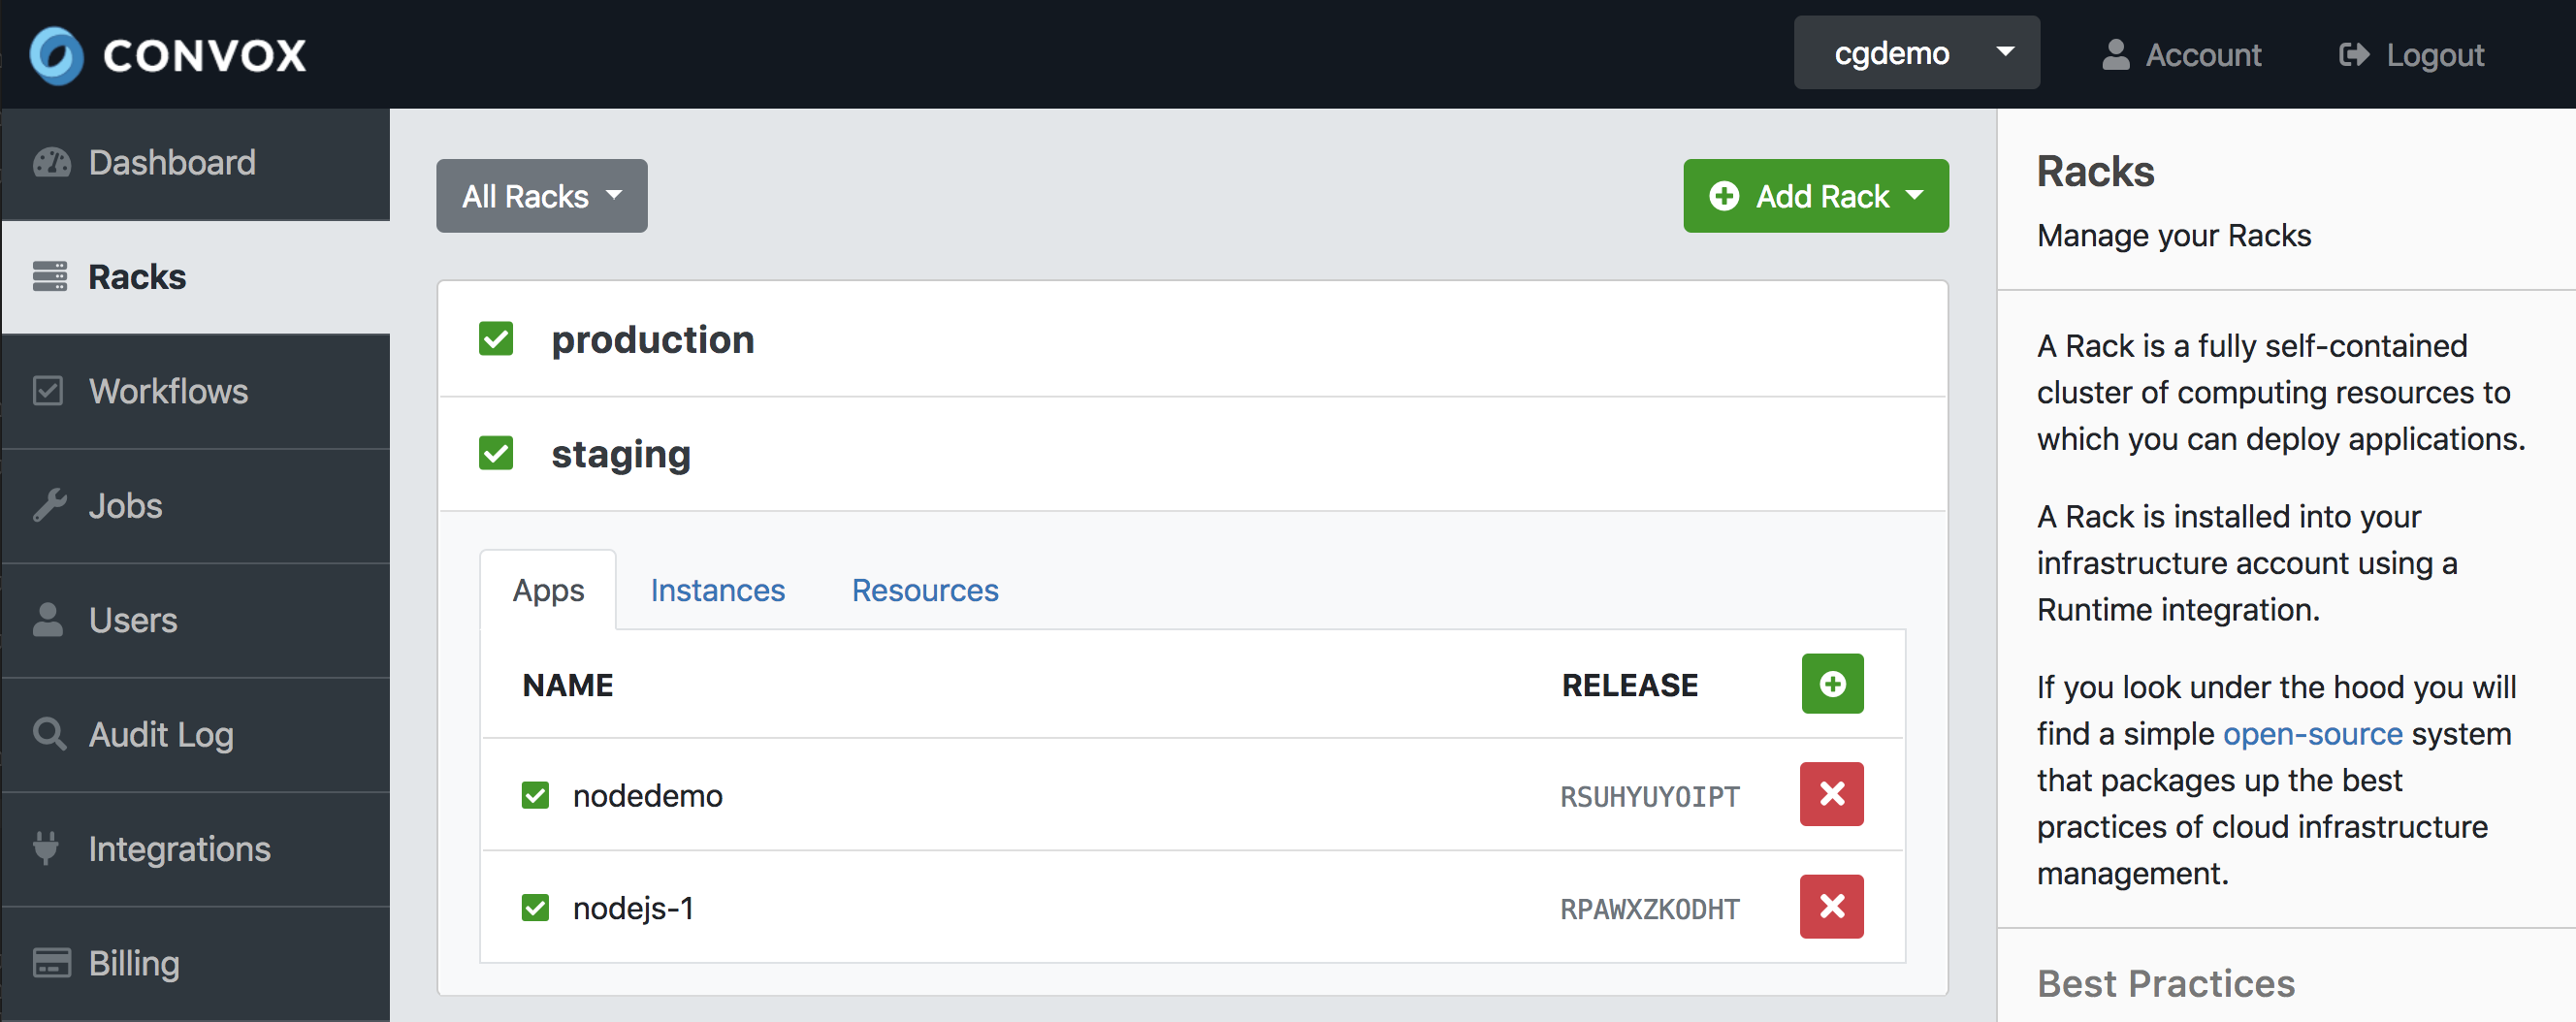 CONVOX
cgdemo
Account
Logout
Dashboard
Racks
Workflows
Jobs
Users
Audit Log
Integrations
Billing
All Racks
Add Rack
production
staging
Apps
Instances
Resources
NAME
RELEASE
nodedemo
RSUHYUYOIPT
nodejs-1
RPAWXZKODHT
Racks
Manage your Racks
A Rack is a fully self-contained
cluster of computing resources to
which you can deploy applications.
A Rack is installed into your
infrastructure account using a
Runtime integration.
If you look under the hood you will
find a simple open-source system
that packages up the best
practices of cloud infrastructure
management.
Best Practices